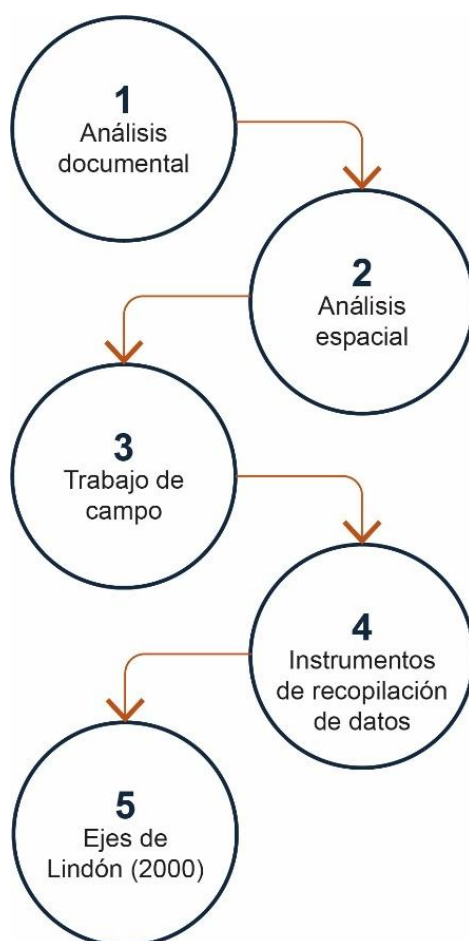 1
Análisis
documental
2
Análisis
espacial
3
Trabajo de
campo
4
Instrumentos
de recopilación
de datos
5
Ejes de
Lindón (2000)